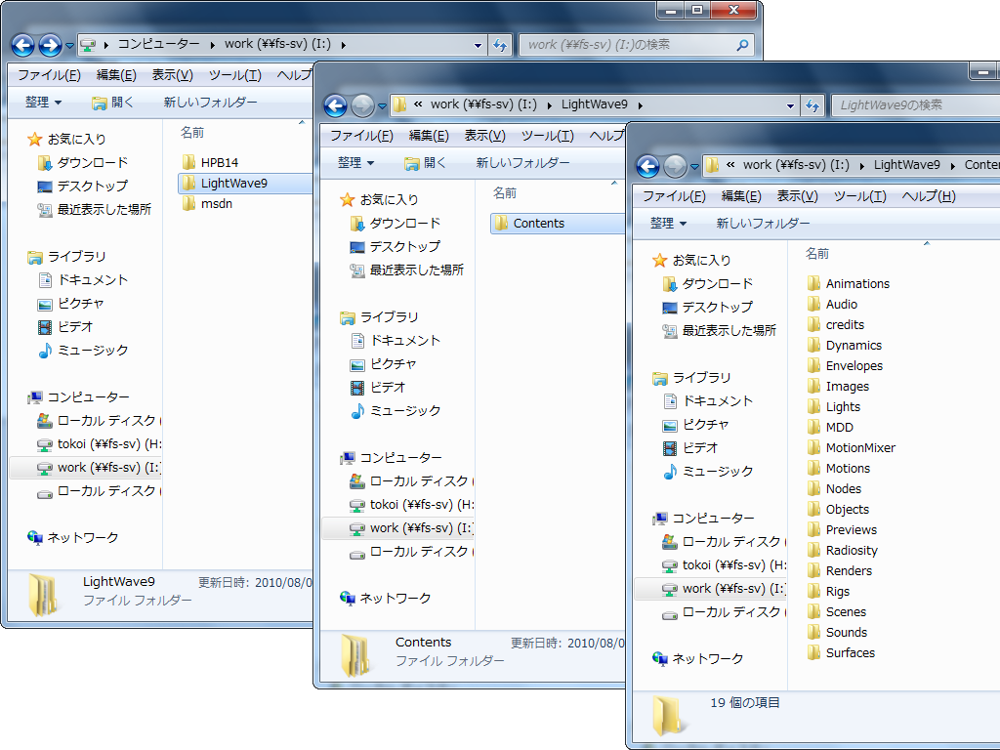 コンピューター ▸ work (¥¥fs-sv) (I:) ▸
work (¥¥fs-sv) (I:)の検索
ファイル(F) 編集(E) 表示(V) ツール(T) ヘルプ
整理 開く 新しいフォルダー
お気に入り
ダウンロード
デスクトップ
最近表示した場所
ライブラリ
ドキュメント
ピクチャ
ビデオ
ミュージック
コンピューター
ローカル ディスク (
tokoi (¥¥fs-sv) (H:
work (¥¥fs-sv) (I:)
ローカル ディスク (
ネットワーク
名前
HPB14
LightWave9
msdn
LightWave9 更新日時: 2010/08/0
ファイル フォルダー
« work (¥¥fs-sv) (I:) ▸ LightWave9 ▸
LightWave9の検索
ファイル(F) 編集(E) 表示(V) ツール(T) ヘルプ
整理 開く 新しいフォルダー
お気に入り
ダウンロード
デスクトップ
最近表示した場所
ライブラリ
ドキュメント
ピクチャ
ビデオ
ミュージック
コンピューター
ローカル ディスク (
tokoi (¥¥fs-sv) (H:
work (¥¥fs-sv) (I:)
ローカル ディスク (
ネットワーク
名前
Contents
Contents 更新日時: 2010/08/0
ファイル フォルダー
« work (¥¥fs-sv) (I:) ▸ LightWave9 ▸ Conte
ファイル(F) 編集(E) 表示(V) ツール(T) ヘルプ(H)
整理 新しいフォルダー
お気に入り
ダウンロード
デスクトップ
最近表示した場所
ライブラリ
ドキュメント
ピクチャ
ビデオ
ミュージック
コンピューター
ローカル ディスク (
tokoi (¥¥fs-sv) (H:
work (¥¥fs-sv) (I:)
ローカル ディスク (
ネットワーク
名前
Animations
Audio
credits
Dynamics
Envelopes
Images
Lights
MDD
MotionMixer
Motions
Nodes
Objects
Previews
Radiosity
Renders
Rigs
Scenes
Sounds
Surfaces
19 個の項目